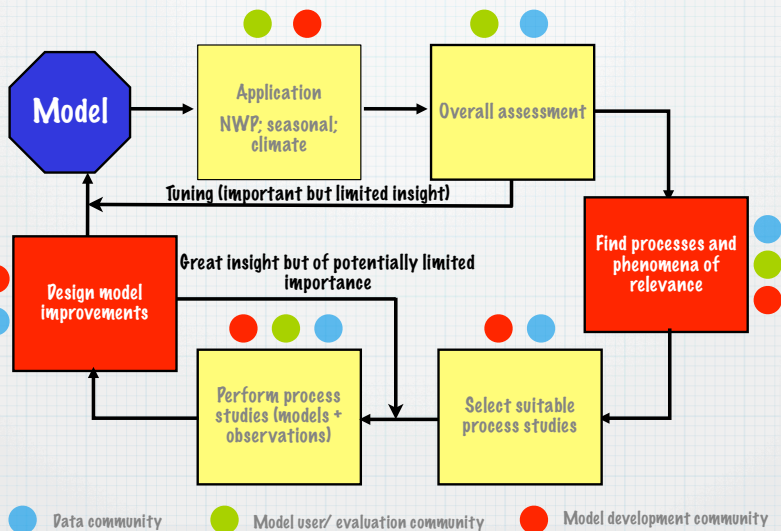 Model
Application
NWP; seasonal;
climate
Overall assessment
Tuning (important but limited insight)
Find processes and
phenomena of
relevance
Great insight but of potentially limited
importance
Design model
improvements
Perform process
studies (models +
observations)
Select suitable
process studies
Data community
Model user/ evaluation community
Model development community